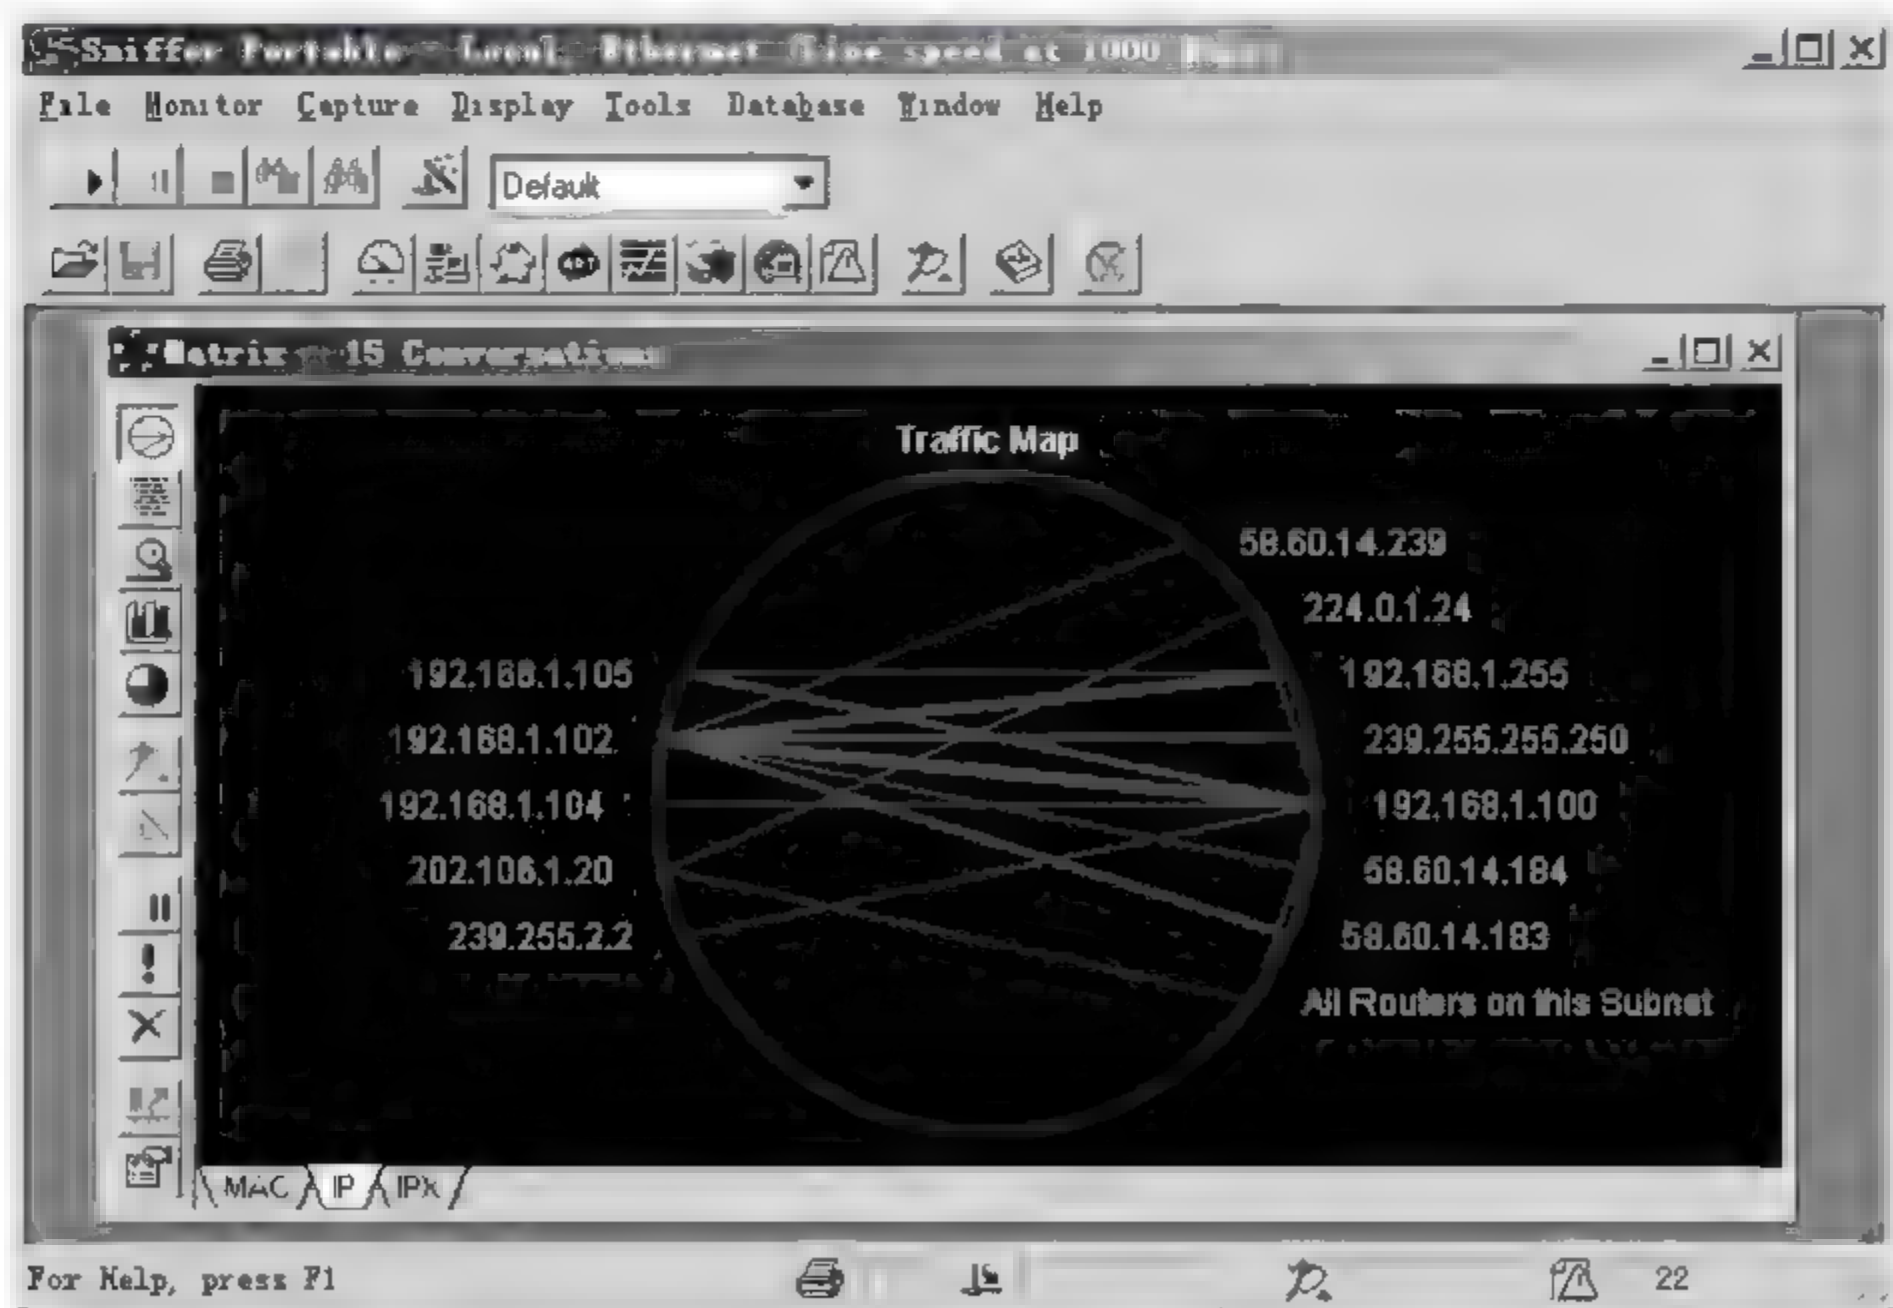 Sniffer Portable - Local, Ethernet (Line speed at 1000
File Monitor Capture Display Tools Database Window Help
Default
ART
Matrix : 15 Conversations
Traffic Map
58.60.14.239
224.0.1.24
192.168.1.105 192.168.1.255
192.168.1.102 239.255.255.250
192.168.1.104 192.168.1.100
202.106.1.20 58.60.14.184
239.255.2.2 58.60.14.183
All Routers on this Subnet
MAC IP IPX
For Help, press F1 22